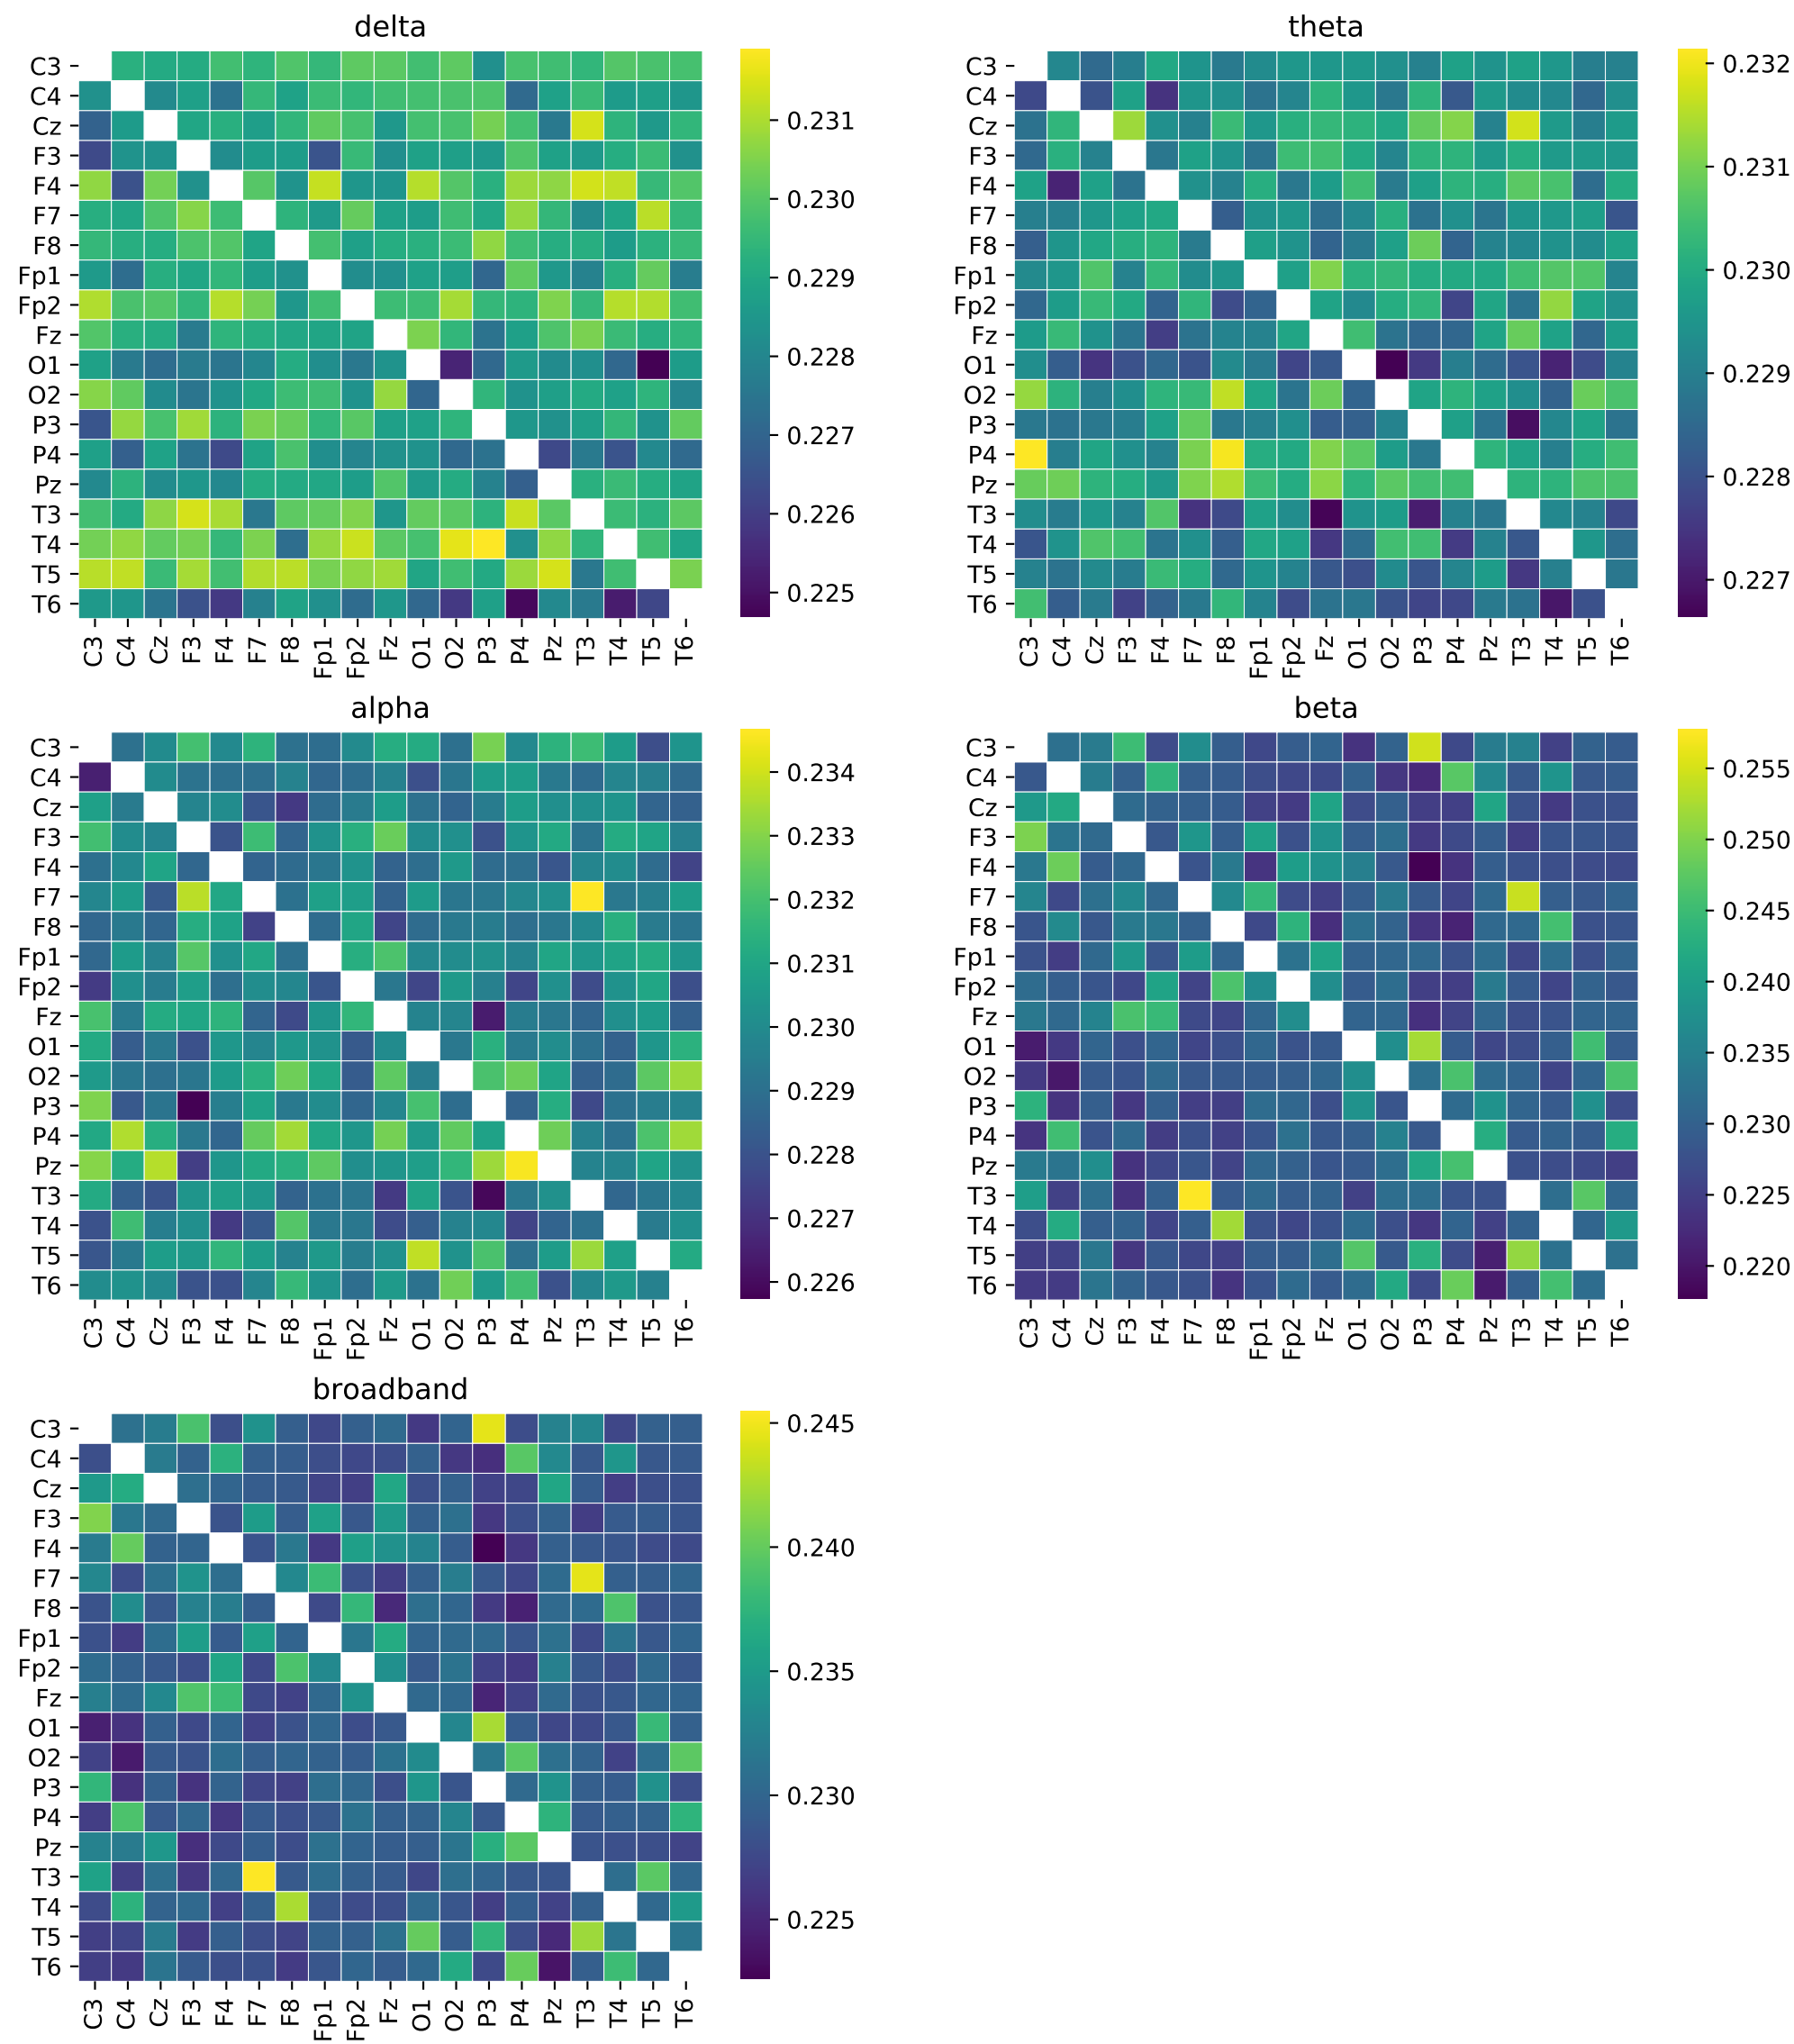 delta
C3
C4
Cz
F3
F4
F7
F8
Fp1
Fp2
Fz
O1
O2
P3
P4
Pz
T3
T4
T5
T6
C3 C4 Cz F3 F4 F7 F8 Fp1 Fp2 Fz O1 O2 P3 P4 Pz T3 T4 T5 T6
0.231
0.230
0.229
0.228
0.227
0.226
0.225
theta
C3
C4
Cz
F3
F4
F7
F8
Fp1
Fp2
Fz
O1
O2
P3
P4
Pz
T3
T4
T5
T6
C3 C4 Cz F3 F4 F7 F8 Fp1 Fp2 Fz O1 O2 P3 P4 Pz T3 T4 T5 T6
0.232
0.231
0.230
0.229
0.228
0.227
alpha
C3
C4
Cz
F3
F4
F7
F8
Fp1
Fp2
Fz
O1
O2
P3
P4
Pz
T3
T4
T5
T6
C3 C4 Cz F3 F4 F7 F8 Fp1 Fp2 Fz O1 O2 P3 P4 Pz T3 T4 T5 T6
0.234
0.233
0.232
0.231
0.230
0.229
0.228
0.227
0.226
beta
C3
C4
Cz
F3
F4
F7
F8
Fp1
Fp2
Fz
O1
O2
P3
P4
Pz
T3
T4
T5
T6
C3 C4 Cz F3 F4 F7 F8 Fp1 Fp2 Fz O1 O2 P3 P4 Pz T3 T4 T5 T6
0.255
0.250
0.245
0.240
0.235
0.230
0.225
0.220
broadband
C3
C4
Cz
F3
F4
F7
F8
Fp1
Fp2
Fz
O1
O2
P3
P4
Pz
T3
T4
T5
T6
C3 C4 Cz F3 F4 F7 F8 Fp1 Fp2 Fz O1 O2 P3 P4 Pz T3 T4 T5 T6
0.245
0.240
0.235
0.230
0.225